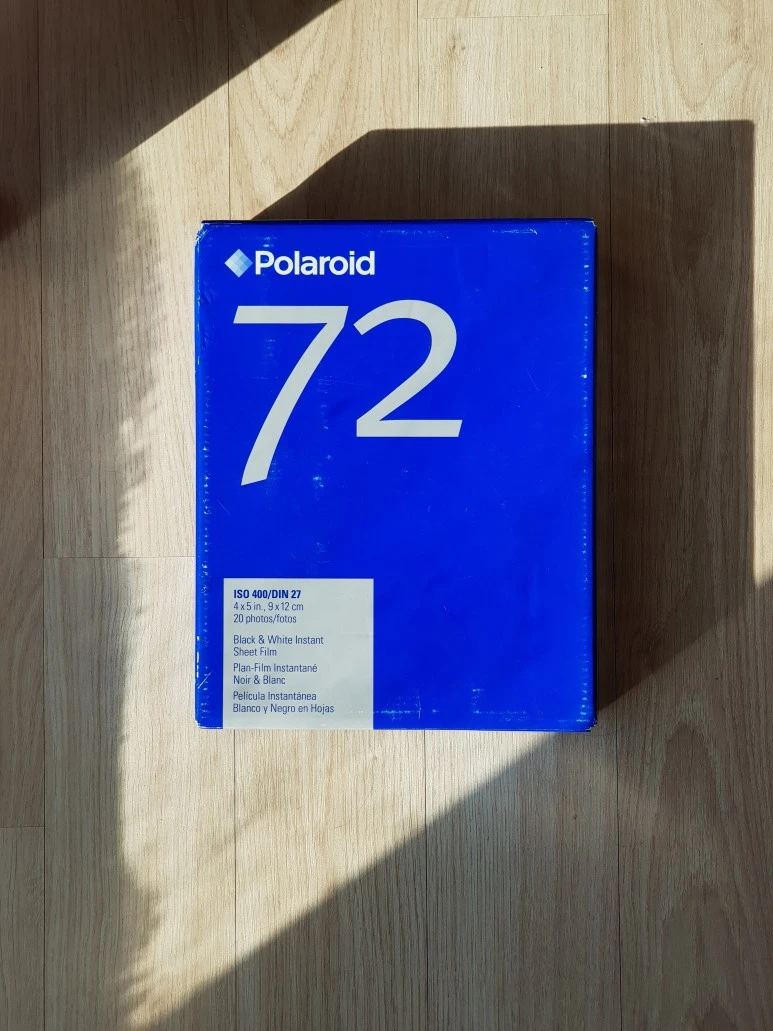 Polaroid
72
ISO 400/DIN 27
4 x 5 in., 9 x 12 cm
20 photos/fotos
Black & White Instant
Sheet Film
Plan-Film Instantané
Noir & Blanc
Película Instantánea
Blanco y Negro en Hojas